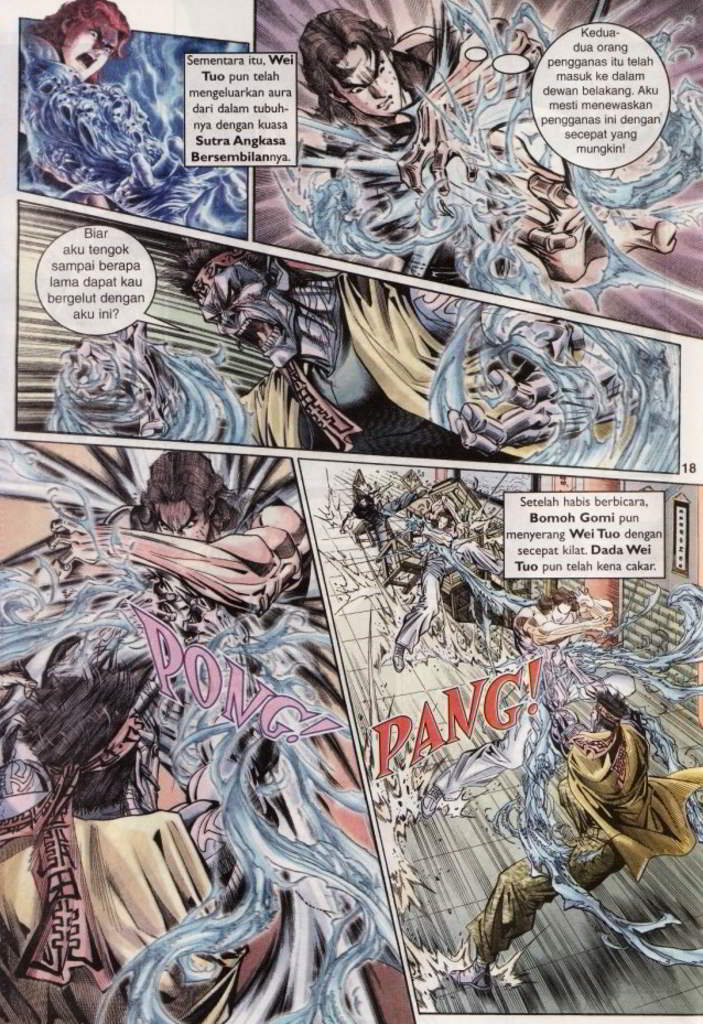 Sementara itu, Wei
Tuo pun telah
mengeluarkan aura
dari dalam tubuh-
nya dengan kuasa
Sutra Angkasa
Bersembilannya.
Kedua-
dua orang
pengganas itu telah
masuk ke dalam
dewan belakang. Aku
mesti menewaskan
pengganas ini dengan
secepat yang
mungkin!
Biar
aku tengok
sampai berapa
lama dapat kau
bergelut dengan
aku ini?
18
PONG!
Setelah habis berbicara,
Bomoh Gomi pun
menyerang Wei Tuo dengan
secepat kilat. Dada Wei
Tuo pun telah kena cakar.
PANG!